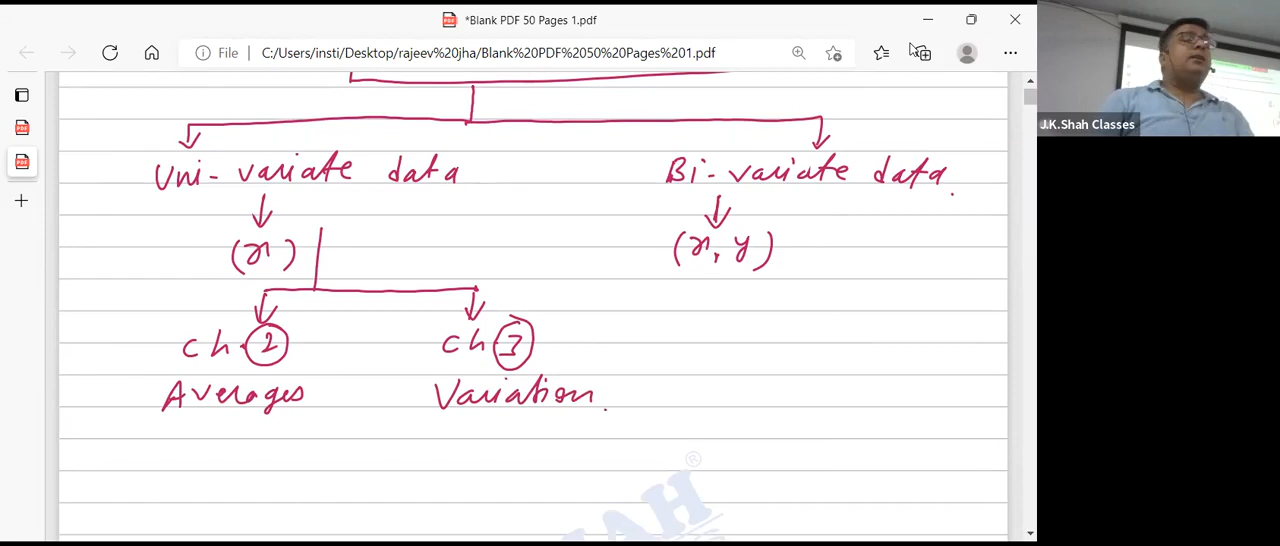 *Blank PDF 50 Pages 1.pdf
File
C:/Users/insti/Desktop/rajeev%20jha/Blank%20PDF%2050%20Pages%201.pdf
J.K.Shah Classes
Uni-variate data
Bi-variate data.
(x)
(x, y)
ch. 2
ch 3
Averages
Variation.